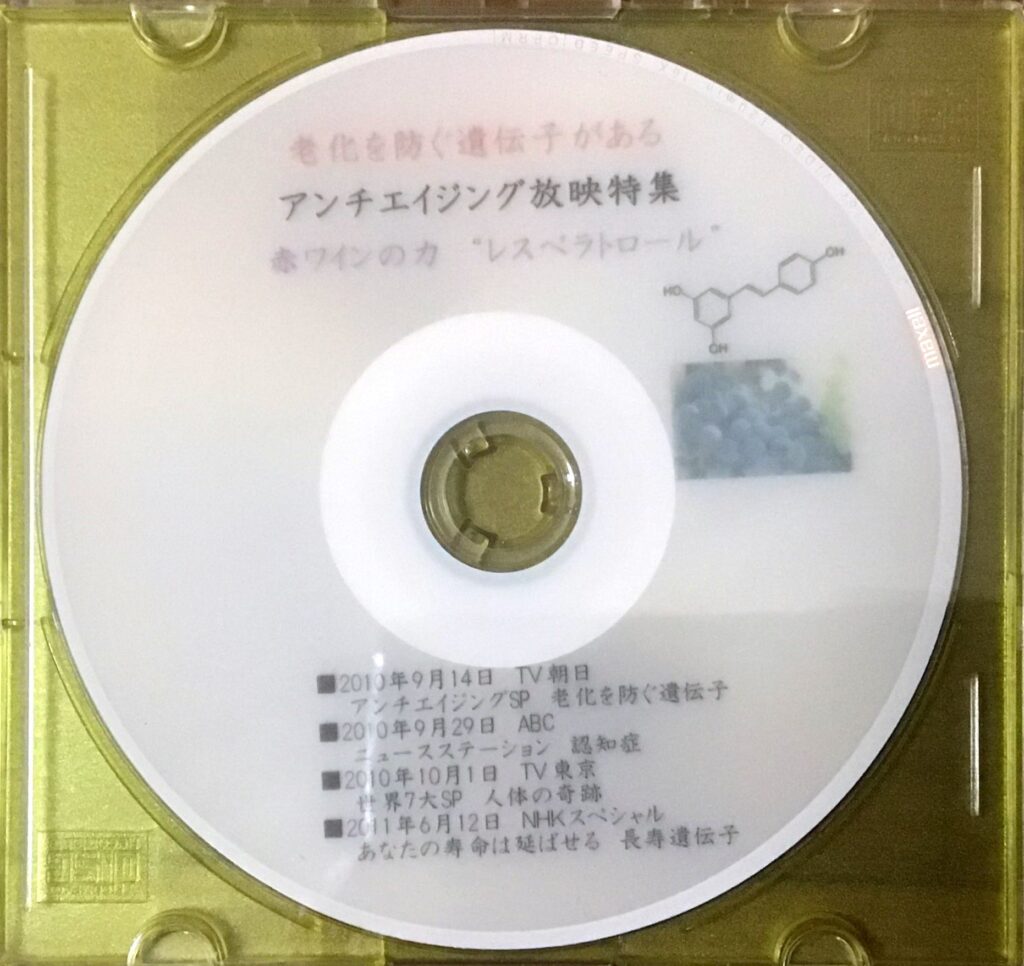 老化を防ぐ遺伝子がある
アンチエイジング放映特集
赤ワインの力 “レスベラトロール”
HO
OH
OH
maxell
■2010年9月14日 TV朝日
アンチエイジングSP 老化を防ぐ遺伝子
■2010年9月29日 ABC
ニュースステーション 認知症
■2010年10月1日 TV東京
世界7大SP 人体の奇跡
■2011年6月12日 NHKスペシャル
あなたの寿命は延ばせる 長寿遺伝子